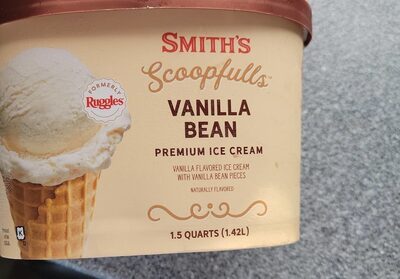 SMITH'S
Scoopfulls
FORMERLY
Ruggles
VANILLA
BEAN
PREMIUM ICE CREAM
VANILLA FLAVORED ICE CREAM
WITH VANILLA BEAN PIECES
NATURALLY FLAVORED
1.5 QUARTS (1.42L)
K